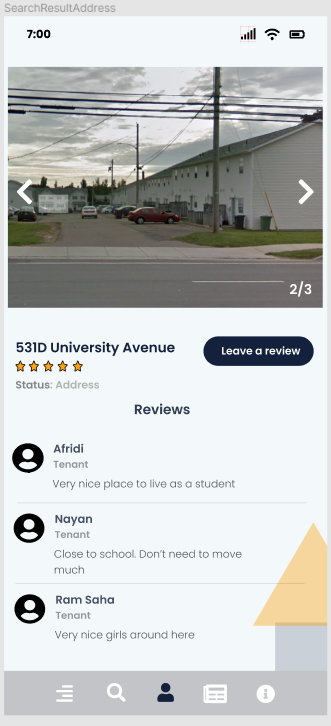 SearchResultAddress
7:00
2/3
531D University Avenue
Leave a review
Status: Address
Reviews
Afridi
Tenant
Very nice place to live as a student
Nayan
Tenant
Close to school. Don't need to move
much
Ram Saha
Tenant
Very nice girls around here